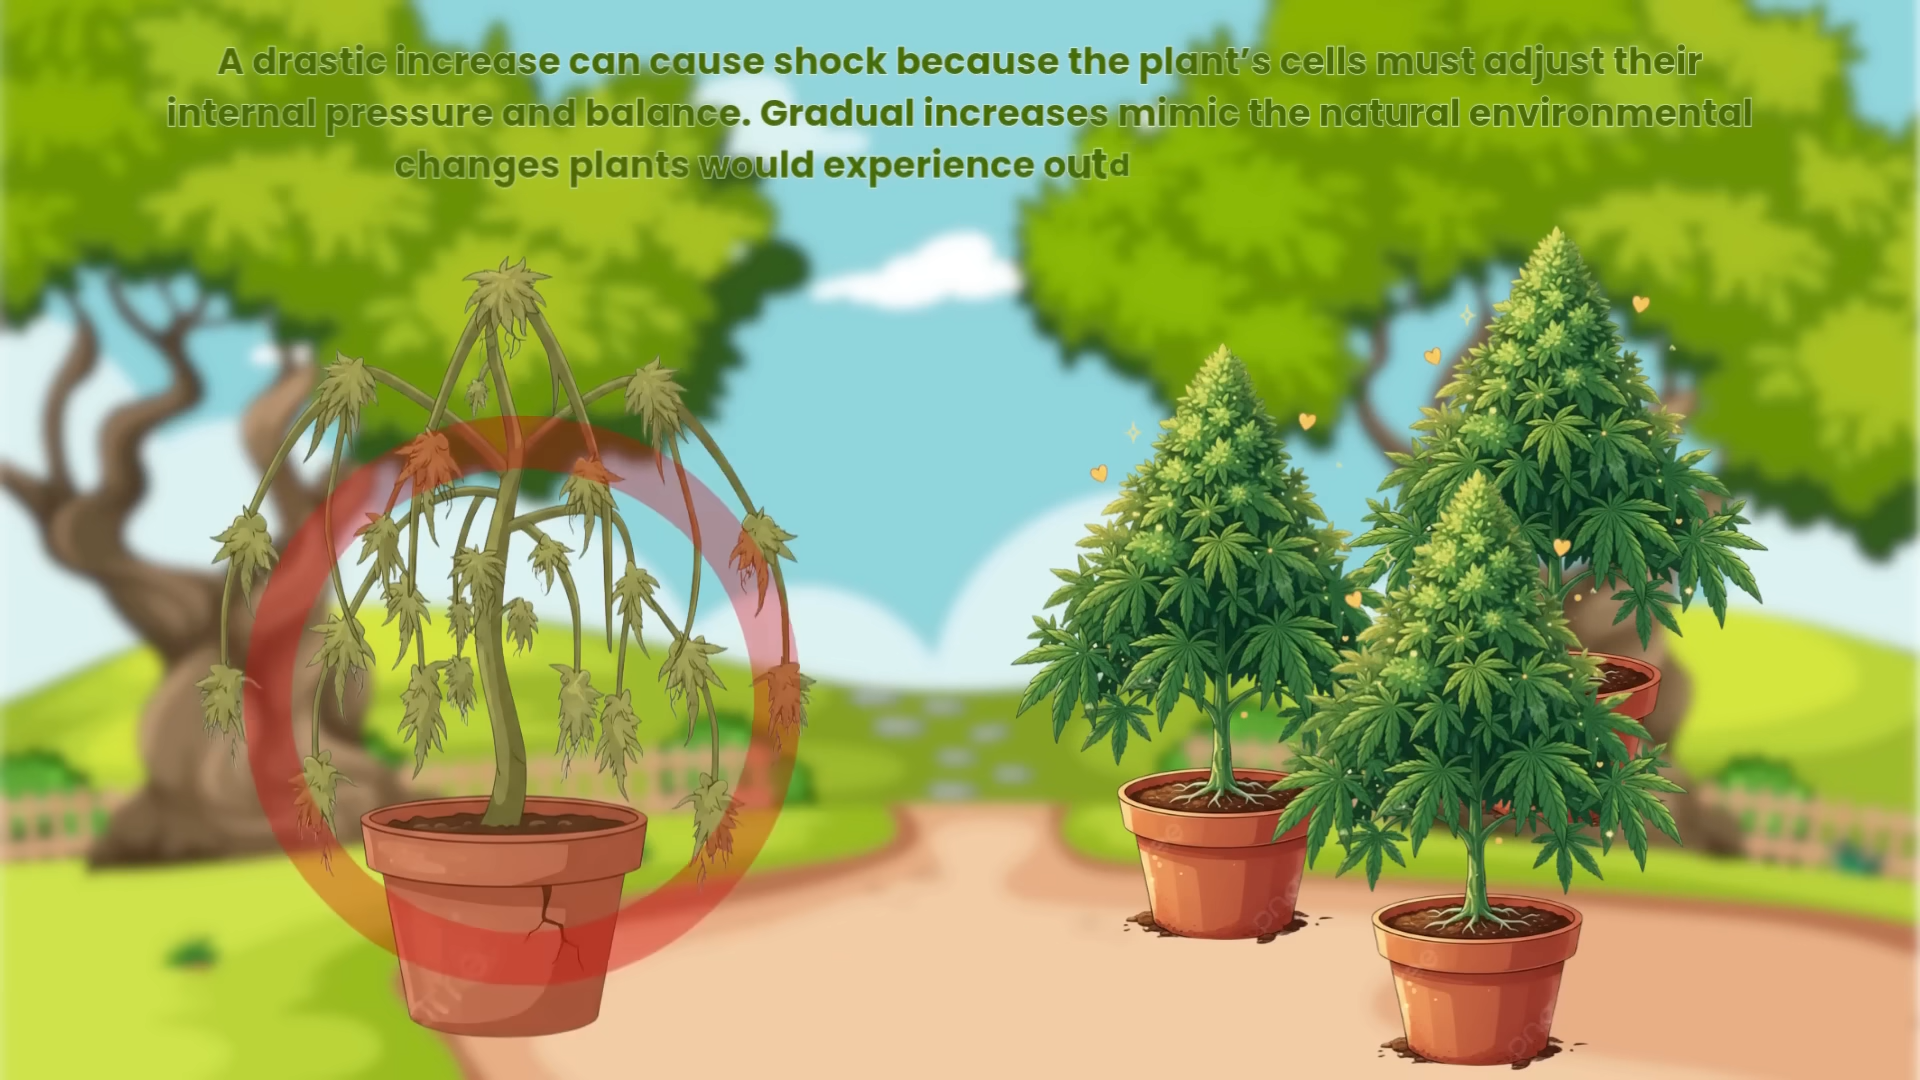 A drastic increase can cause shock because the plant’s cells must adjust their
internal pressure and balance. Gradual increases mimic the natural environmental
changes plants would experience outd